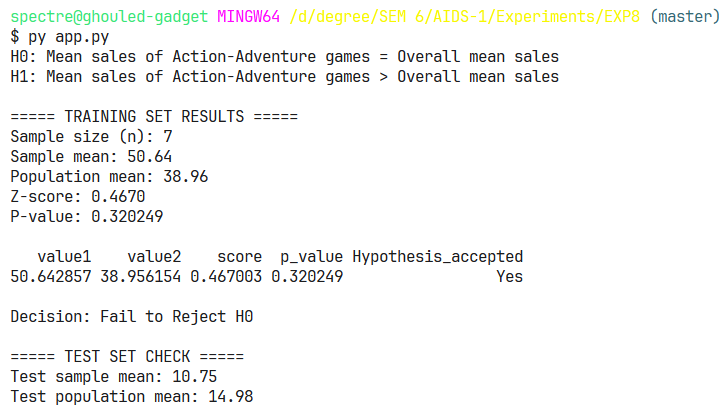 spectre@ghouled-gadget MINGW64 /d/degree/SEM 6/AIDS-1/Experiments/EXP8 (master)
$ py app.py
H0: Mean sales of Action-Adventure games = Overall mean sales
H1: Mean sales of Action-Adventure games > Overall mean sales

===== TRAINING SET RESULTS =====
Sample size (n): 7
Sample mean: 50.64
Population mean: 38.96
Z-score: 0.4670
P-value: 0.320249

   value1    value2    score  p_value Hypothesis_accepted
50.642857 38.956154 0.467003 0.320249                 Yes

Decision: Fail to Reject H0

===== TEST SET CHECK =====
Test sample mean: 10.75
Test population mean: 14.98